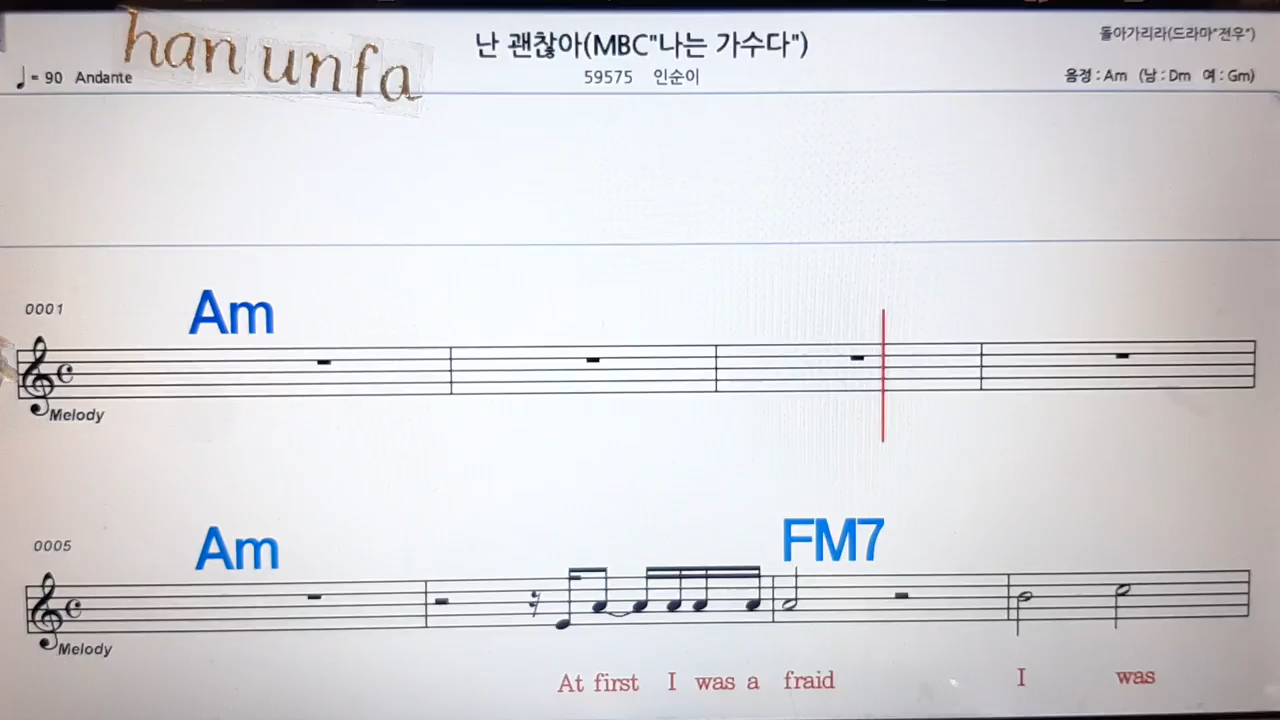 han unfa
난 괜찮아(MBC"나는 가수다")
돌아가리라(드라마"전우")
♩= 90 Andante
59575 인순이
음정 : Am (남 : Dm 여 : Gm)
0001
Am
Melody
0005
Am
FM7
Melody
At first I was a fraid I was